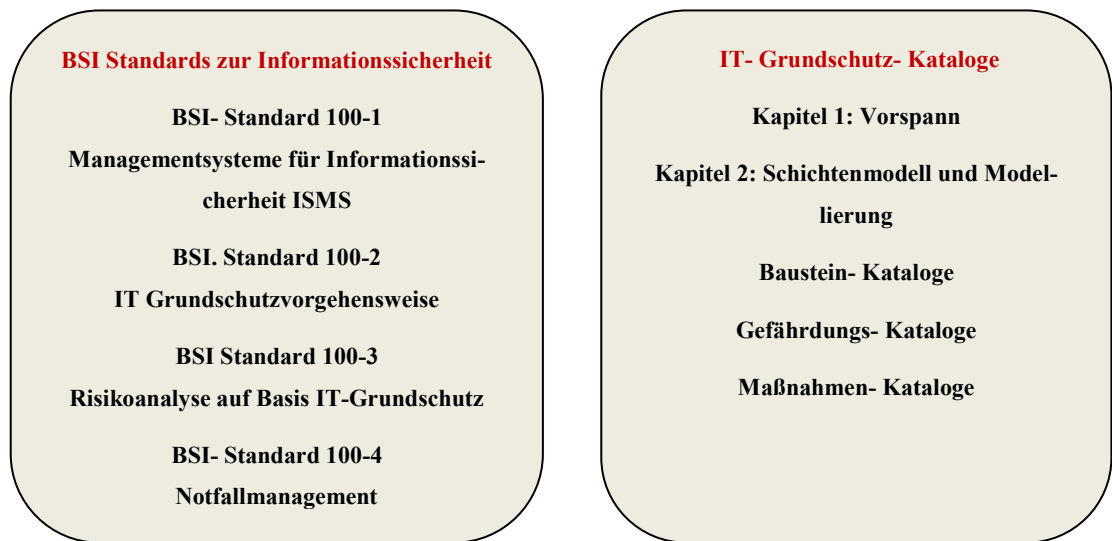 BSI Standards zur Informationssicherheit
BSI- Standard 100-1
Managementsysteme für Informationssi-
cherheit ISMS
BSI. Standard 100-2
IT Grundschutzvorgehensweise
BSI Standard 100-3
Risikoanalyse auf Basis IT-Grundschutz
BSI- Standard 100-4
Notfallmanagement
IT- Grundschutz- Kataloge
Kapitel 1: Vorspann
Kapitel 2: Schichtenmodell und Model-
lierung
Baustein- Kataloge
Gefährdungs- Kataloge
Maßnahmen- Kataloge